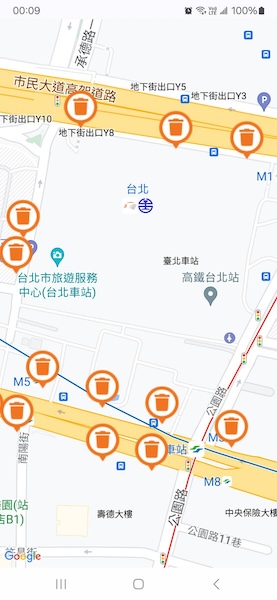 00:09
100%
承德路一
市民大道高架道路
地下街出口Y5
地下街出口Y3
地下街出口Y10
地下街出口Y8
M1
台北
臺北車站
台北市旅遊服務
中心(台北車站)
高鐵台北站
公園路
M5
南陽街
車站
M8
公園路
壽德大樓
中央保險大樓
公園路11巷
園(站
店B1)
Google